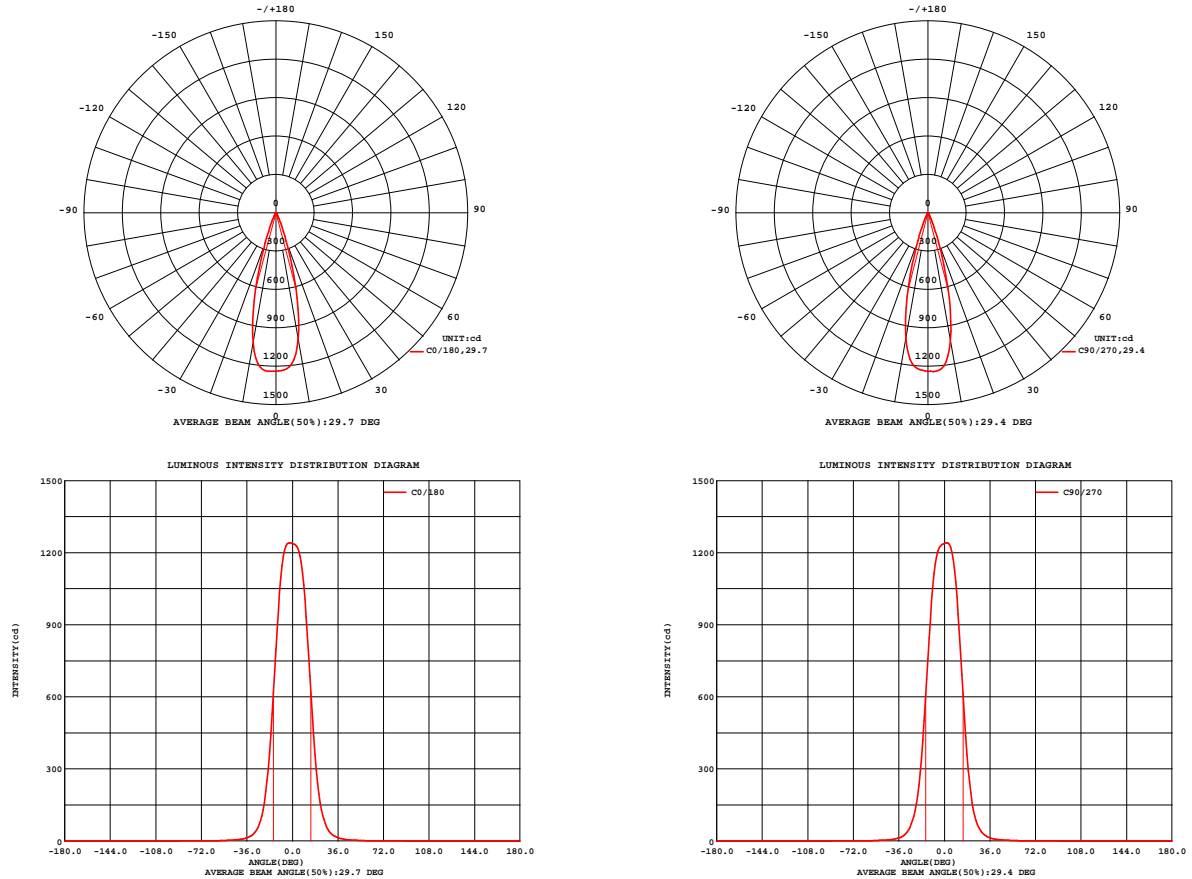 -/+180
-150 150
-120 120
-90 90
-60 60
-30 30
0
300
600
900
1200
1500
0
UNIT:cd
C0/180,29.7
AVERAGE BEAM ANGLE(50%):29.7 DEG
-/+180
-150 150
-120 120
-90 90
-60 60
-30 30
0
300
600
900
1200
1500
0
UNIT:cd
C90/270,29.4
AVERAGE BEAM ANGLE(50%):29.4 DEG
LUMINOUS INTENSITY DISTRIBUTION DIAGRAM
C0/180
1500
1200
900
600
300
0
INTENSITY(cd)
-180.0 -144.0 -108.0 -72.0 -36.0 0.0 36.0 72.0 108.0 144.0 180.0
ANGLE(DEG)
AVERAGE BEAM ANGLE(50%):29.7 DEG
LUMINOUS INTENSITY DISTRIBUTION DIAGRAM
C90/270
1500
1200
900
600
300
0
INTENSITY(cd)
-180.0 -144.0 -108.0 -72.0 -36.0 0.0 36.0 72.0 108.0 144.0 180.0
ANGLE(DEG)
AVERAGE BEAM ANGLE(50%):29.4 DEG